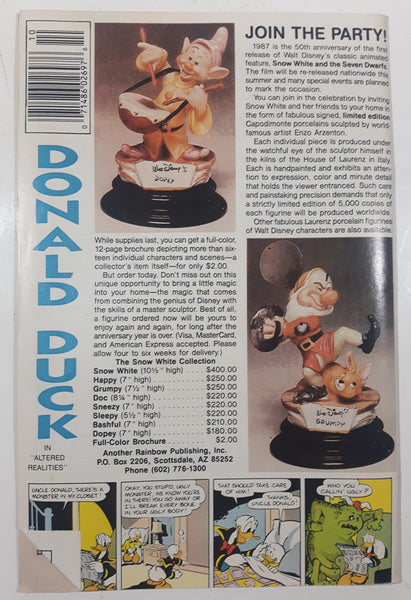 10
0 71486 02697 6
DONALD DUCK
IN
"ALTERED
REALITIES"
Walt Disney's
DOPEY
JOIN THE PARTY!
1987 is the 50th anniversary of the first
release of Walt Disney's classic animated
feature, Snow White and the Seven Dwarfs.
The film will be re-released nationwide this
summer and many special events are planned
to mark the occasion.
You can join in the celebration by inviting
Snow White and her friends to your home in
the form of fabulous signed, limited edition
Capodimonte porcelains sculpted by world-
famous artist Enzo Arzenton.
Each individual piece is produced under
the watchful eye of the sculptor himself in
the kilns of the House of Laurenz in Italy.
Each is handpainted and exhibits an atten-
tion to expression, color and minute detail
that holds the viewer entranced. Such care
and painstaking precision demands that only
a strictly limited edition of 5,000 copies of
each figurine will be produced worldwide.
Other fabulous Laurenz porcelain figurines
of Walt Disney characters are also available.
While supplies last, you can get a full-color,
12-page brochure depicting more than six-
teen individual characters and scenes—a
collector's item itself—for only $2.00.
But order today. Don't miss out on this
unique opportunity to bring a little magic
into your home—the magic that comes
from combining the genius of Disney with
the skills of a master sculptor. Best of all,
a figurine ordered now will be yours to
enjoy again and again, for long after the
anniversary year is over. (Visa, MasterCard,
and American Express accepted. Please
allow four to six weeks for delivery.)
The Snow White Collection
Snow White (10½" high) .... $400.00
Happy (7" high) .... $250.00
Grumpy (7½" high) .... $250.00
Doc (8¼" high) .... $220.00
Sneezy (7" high) .... $220.00
Sleepy (5½" high) .... $220.00
Bashful (7" high) .... $210.00
Dopey (7" high) .... $180.00
Full-Color Brochure .... $2.00
Another Rainbow Publishing, Inc.
P.O. Box 2206, Scottsdale, AZ 85252
Phone (602) 776-1300
Walt Disney's
GRUMPY
UNCLE DONALD, THERE'S A
MONSTER IN MY CLOSET!
OKAY, YOU STUPID, UGLY
MONSTER, WE KNOW YOU'RE
IN THERE! YOU GO AWAY OR
I'LL BREAK EVERY BONE
IN YOUR UGLY BODY!
THAT SHOULD TAKE CARE
OF HIM!
THANKS,
UNCLE DONALD!
WHO YOU
CALLIN' UGLY?